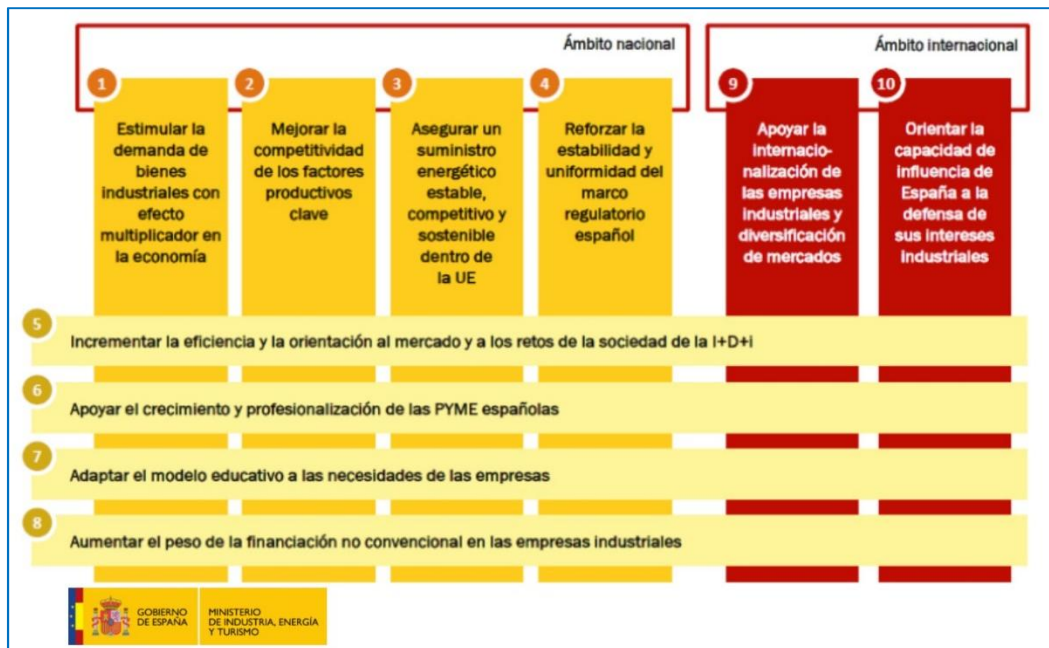 Ámbito nacional
Ámbito internacional
1
Estimular la
demanda de
bienes
industriales con
efecto
multiplicador en
la economía
2
Mejorar la
competitividad
de los factores
productivos
clave
3
Asegurar un
suministro
energético
estable,
competitivo y
sostenible
dentro de
la UE
4
Reforzar la
estabilidad y
uniformidad del
marco
regulatorio
español
9
Apoyar la
internacio-
nalización de
las empresas
industriales y
diversificación
de mercados
10
Orientar la
capacidad de
influencia de
España a la
defensa de
sus intereses
industriales
5
Incrementar la eficiencia y la orientación al mercado y a los retos de la sociedad de la I+D+i
6
Apoyar el crecimiento y profesionalización de las PYME españolas
7
Adaptar el modelo educativo a las necesidades de las empresas
8
Aumentar el peso de la financiación no convencional en las empresas industriales
GOBIERNO
DE ESPAÑA
MINISTERIO
DE INDUSTRIA, ENERGÍA
Y TURISMO